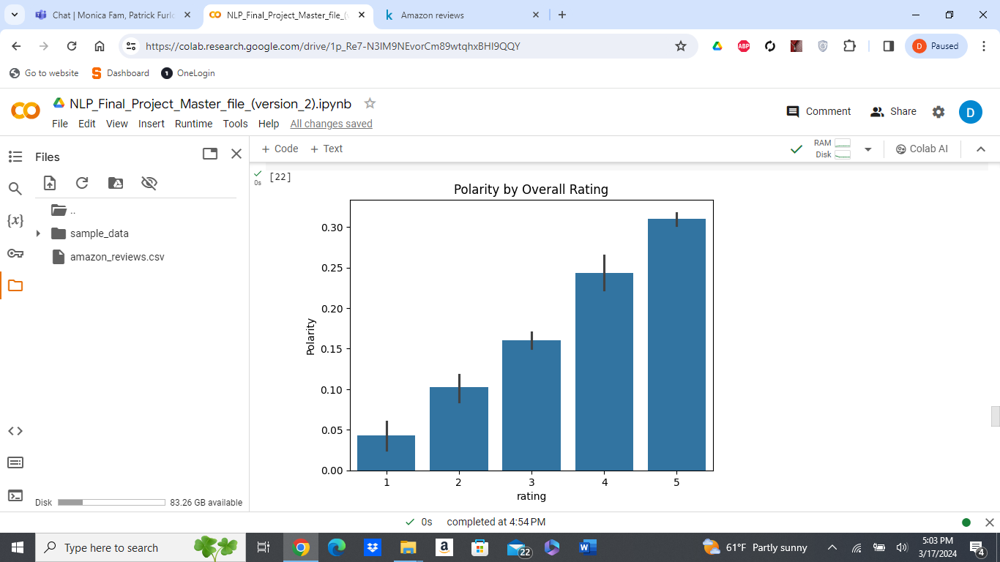 Chat | Monica Fam, Patrick Furlo
NLP_Final_Project_Master_file_(v
Amazon reviews
https://colab.research.google.com/drive/1p_Re7-N3IM9NEvorCm89wtqhxBHI9QQY
ABP
D Paused
Go to website
S Dashboard
1 OneLogin
NLP_Final_Project_Master_file_(version_2).ipynb
File Edit View Insert Runtime Tools Help All changes saved
Comment
Share
D
Files
+ Code + Text
RAM
Disk
Colab AI
{x}
..
sample_data
amazon_reviews.csv
Disk 83.26 GB available
0s
[22]
Polarity by Overall Rating
0.30
0.25
0.20
0.15
0.10
0.05
0.00
Polarity
1 2 3 4 5
rating
0s completed at 4:54 PM
Type here to search
a
22
W
61°F Partly sunny
5:03 PM
3/17/2024
4